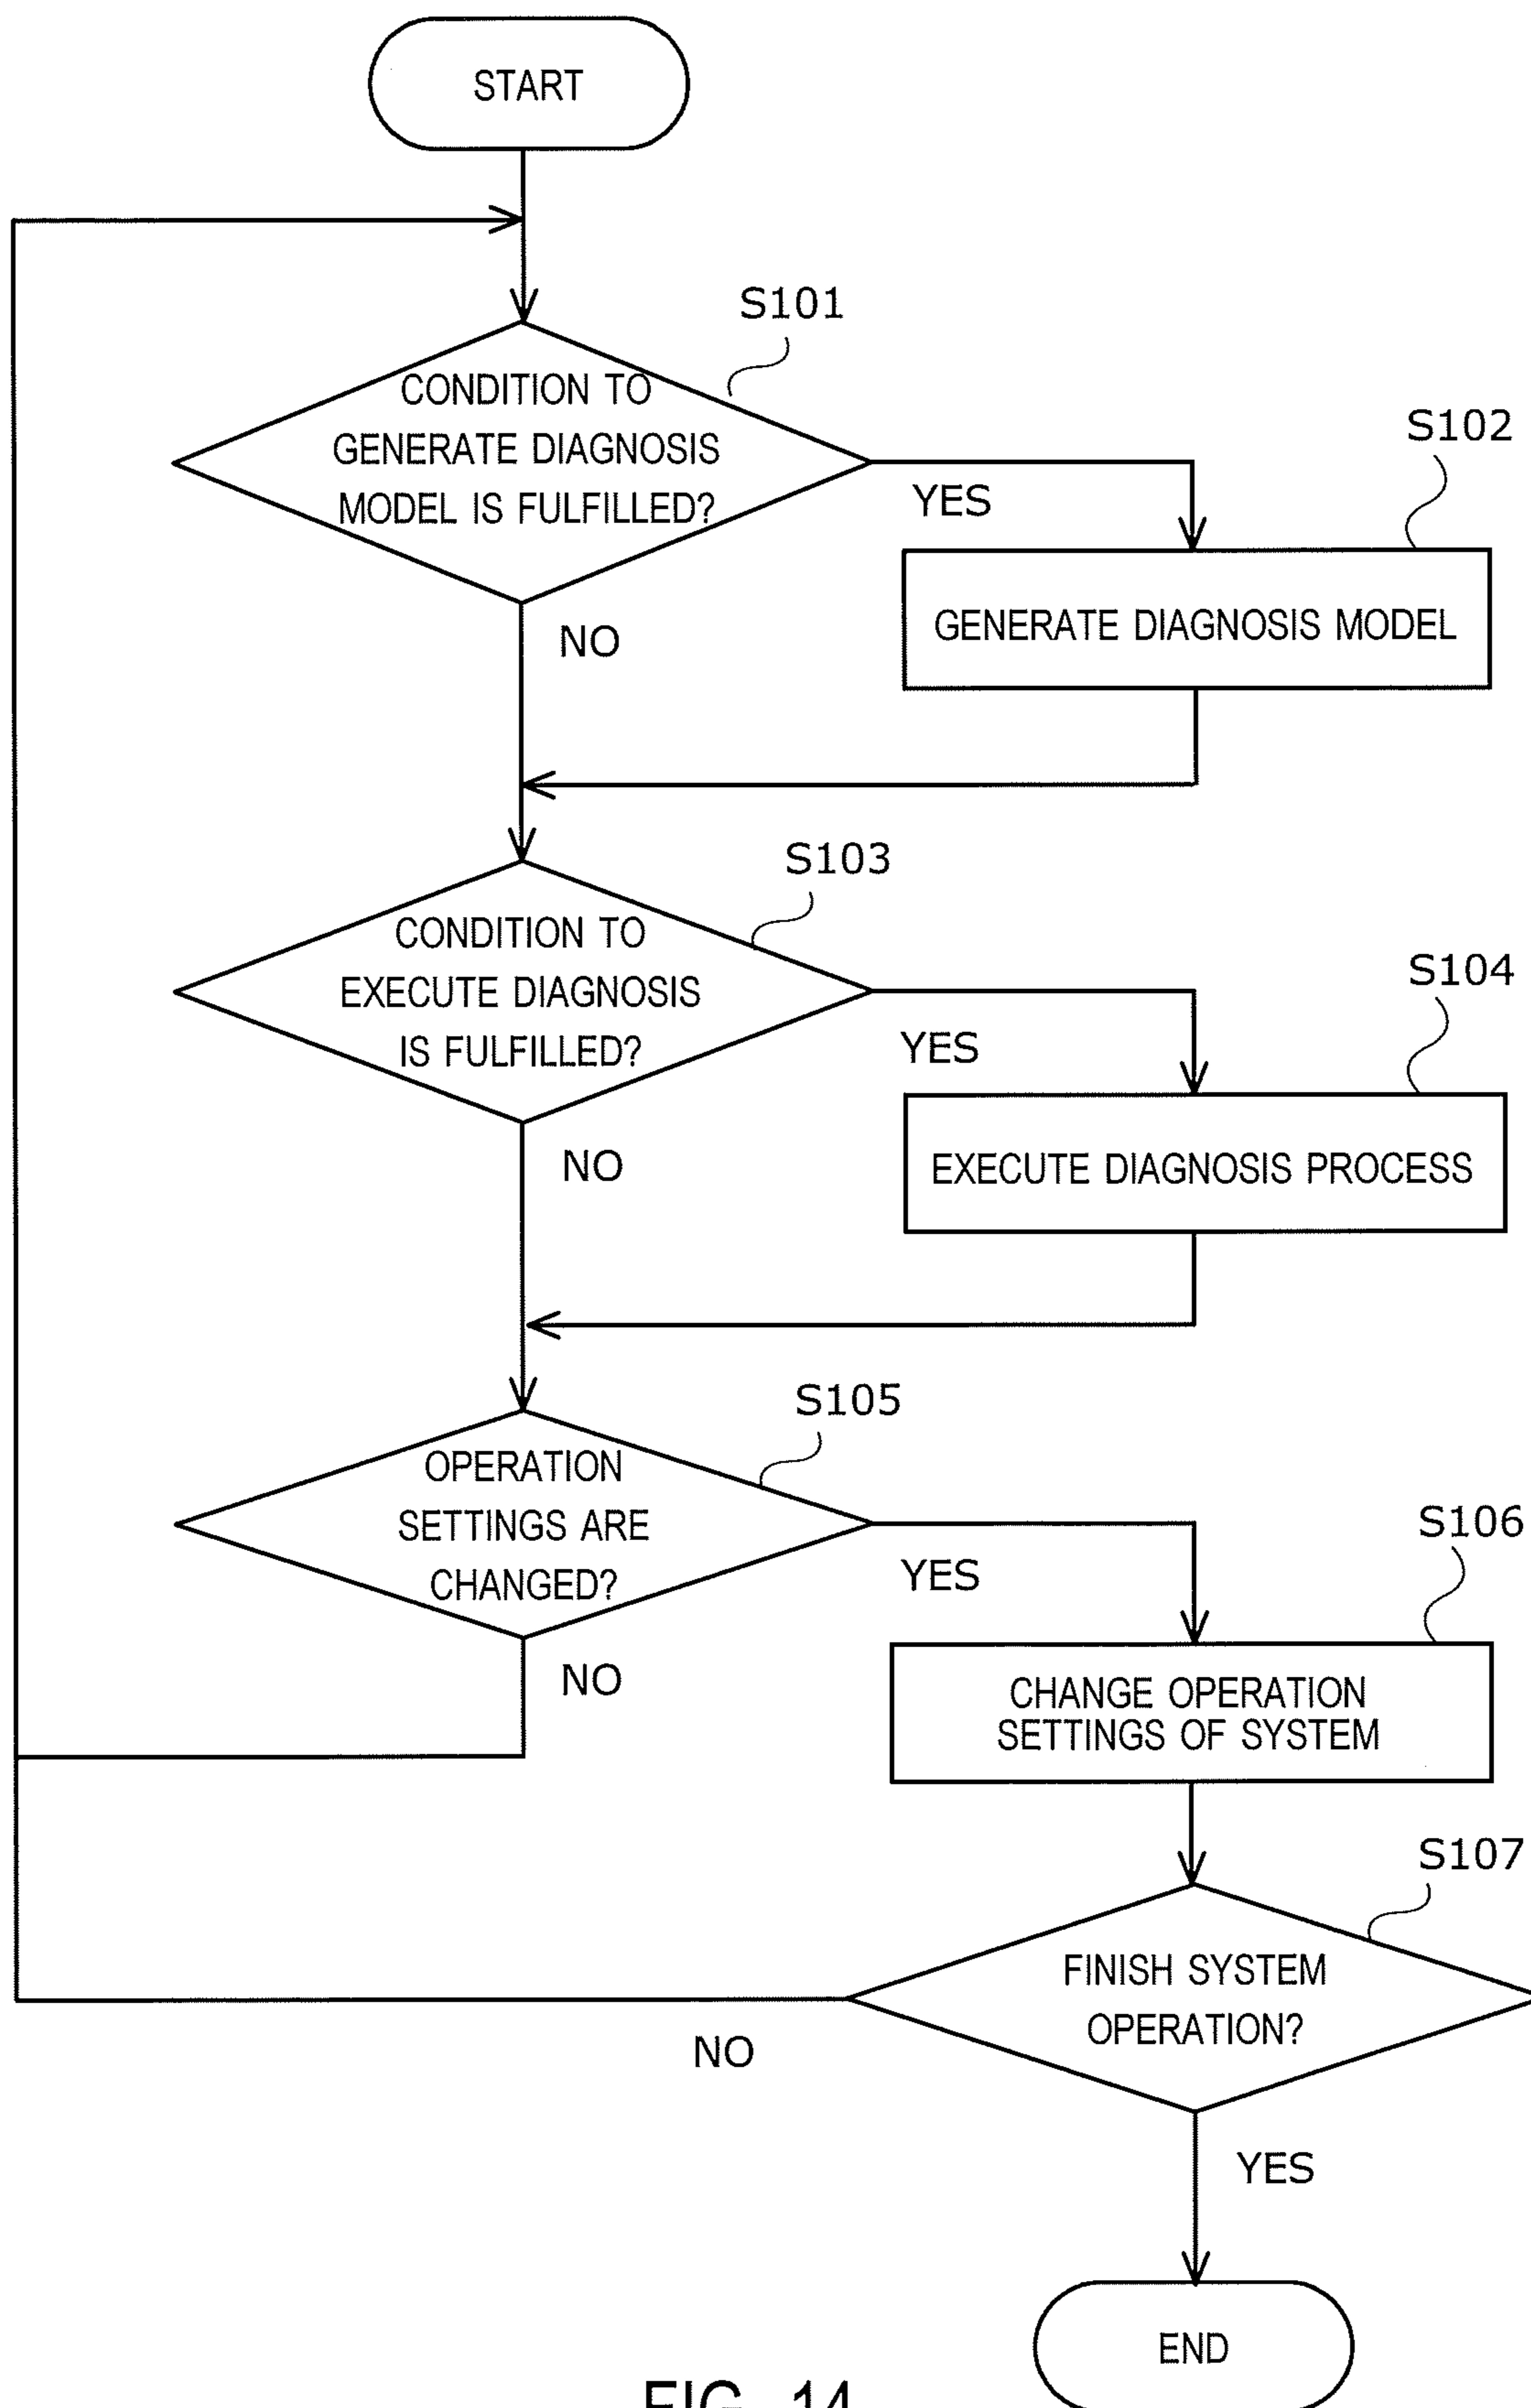 START
S101
CONDITION TO
GENERATE DIAGNOSIS
MODEL IS FULFILLED?
YES
S102
GENERATE DIAGNOSIS MODEL
NO
S103
CONDITION TO
EXECUTE DIAGNOSIS
IS FULFILLED?
YES
S104
EXECUTE DIAGNOSIS PROCESS
NO
S105
OPERATION
SETTINGS ARE
CHANGED?
YES
S106
CHANGE OPERATION
SETTINGS OF SYSTEM
NO
S107
FINISH SYSTEM
OPERATION?
NO
YES
END
FIG. 14